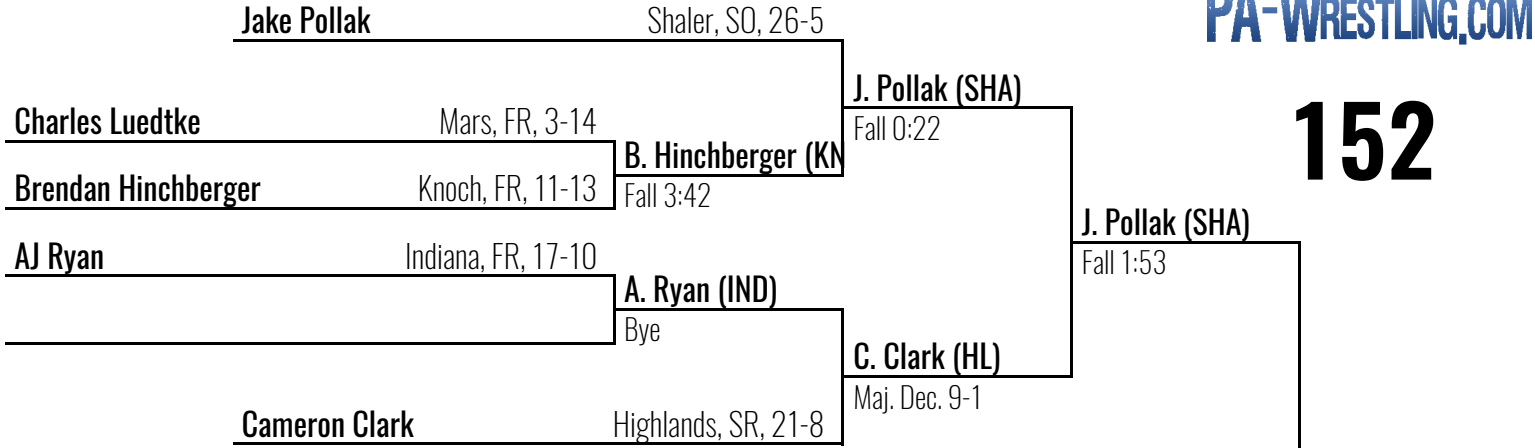 Jake Pollak Shaler, SO, 26-5
PA-WRESTLING.COM
J. Pollak (SHA)
Fall 0:22
152
Charles Luedtke Mars, FR, 3-14
B. Hinchberger (KN
Fall 3:42
Brendan Hinchberger Knoch, FR, 11-13
J. Pollak (SHA)
Fall 1:53
AJ Ryan Indiana, FR, 17-10
A. Ryan (IND)
Bye
C. Clark (HL)
Maj. Dec. 9-1
Cameron Clark Highlands, SR, 21-8